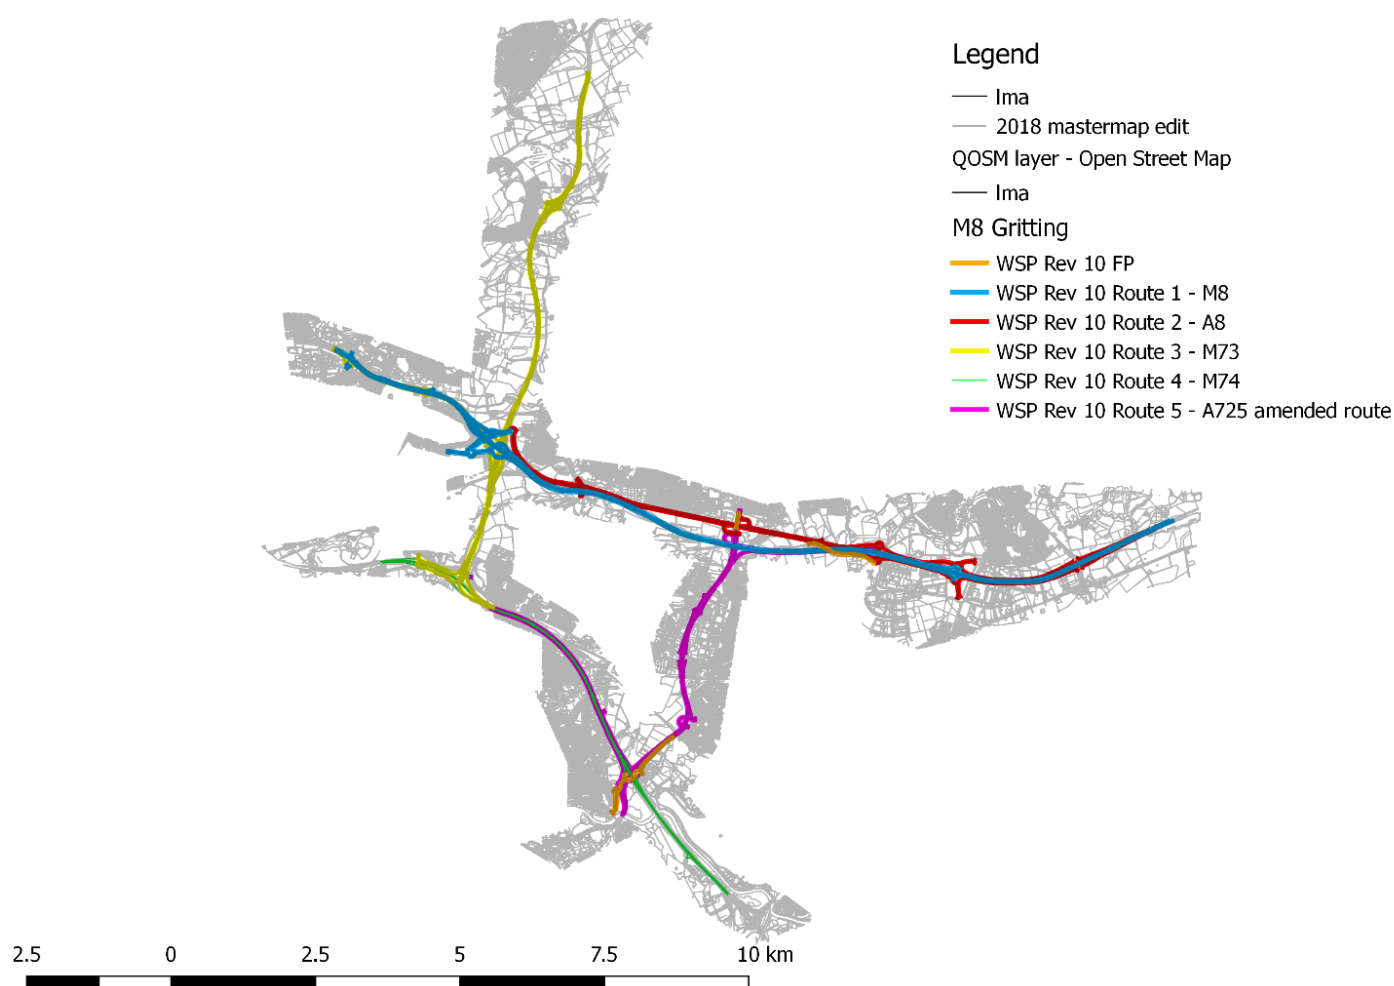 Legend
Ima
2018 mastermap edit
QOSM layer - Open Street Map
Ima
M8 Gritting
WSP Rev 10 FP
WSP Rev 10 Route 1 - M8
WSP Rev 10 Route 2 - A8
WSP Rev 10 Route 3 - M73
WSP Rev 10 Route 4 - M74
WSP Rev 10 Route 5 - A725 amended route
2.5 0 2.5 5 7.5 10 km